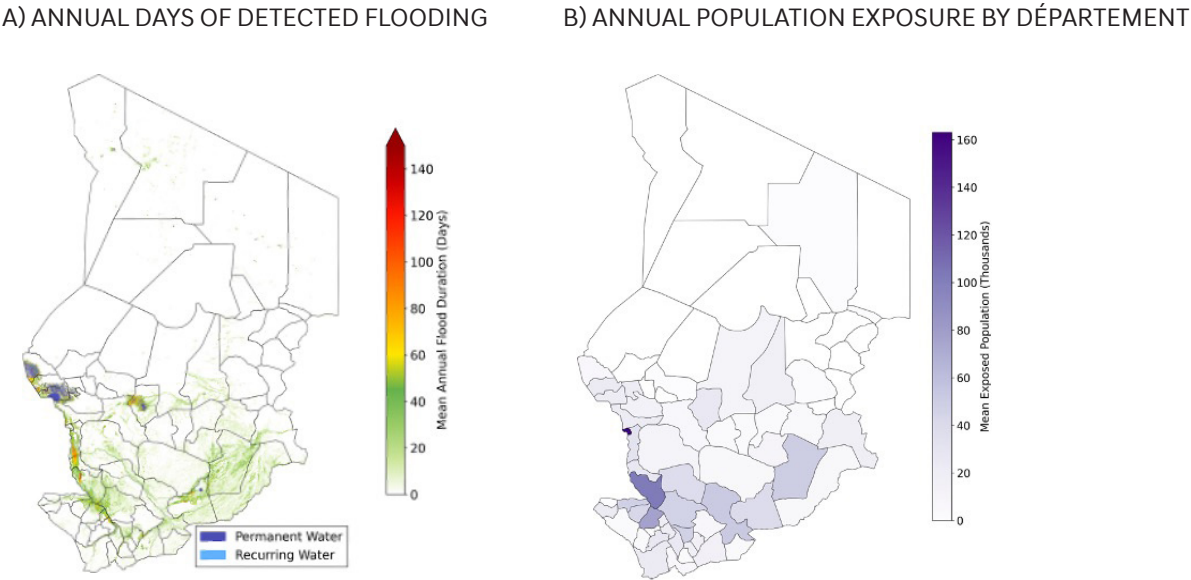 A) ANNUAL DAYS OF DETECTED FLOODING
140
120
100
80
60
40
20
0
Mean Annual Flood Duration (Days)
Permanent Water
Recurring Water
B) ANNUAL POPULATION EXPOSURE BY DÉPARTEMENT
160
140
120
100
80
60
40
20
0
Mean Exposed Population (Thousands)